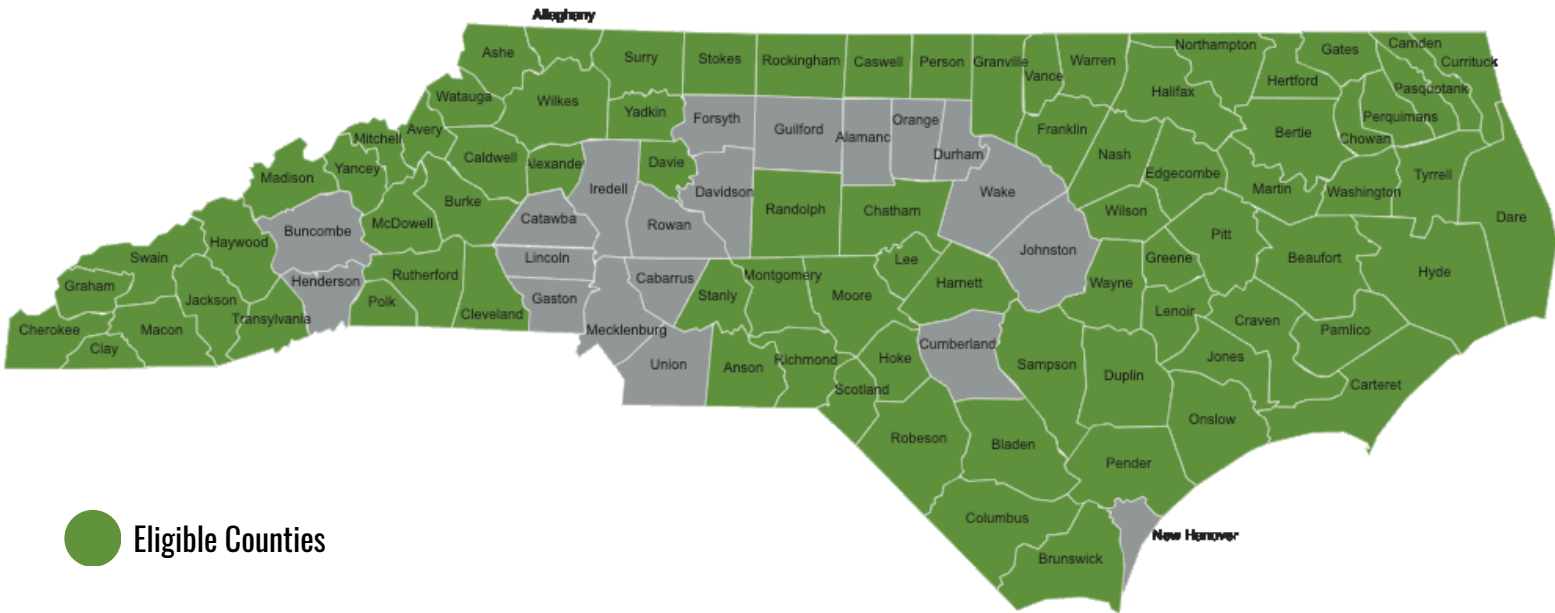 Alleghany
Ashe
Surry
Stokes
Rockingham
Caswell
Person
Granville
Vance
Warren
Northampton
Gates
Camden
Currituck
Hertford
Halifax
Pasquotank
Watauga
Wilkes
Yadkin
Forsyth
Guilford
Alamanc
Orange
Durham
Franklin
Bertie
Perquimans
Chowan
Mitchell
Avery
Caldwell
Alexande
Davie
Nash
Edgecombe
Martin
Washington
Tyrrell
Madison
Yancey
Iredell
Davidson
Wake
Burke
McDowell
Catawba
Rowan
Randolph
Chatham
Wilson
Dare
Buncombe
Haywood
Pitt
Swain
Lincoln
Johnston
Greene
Beaufort
Hyde
Graham
Henderson
Rutherford
Cabarrus
Montgomery
Lee
Harnett
Wayne
Jackson
Polk
Gaston
Stanly
Moore
Cleveland
Transylvania
Lenoir
Craven
Pamlico
Cherokee
Macon
Mecklenburg
Cumberland
Clay
Union
Anson
Richmond
Hoke
Sampson
Duplin
Jones
Carteret
Scotland
Onslow
Robeson
Bladen
Pender
Columbus
New Hanover
Brunswick
Eligible Counties